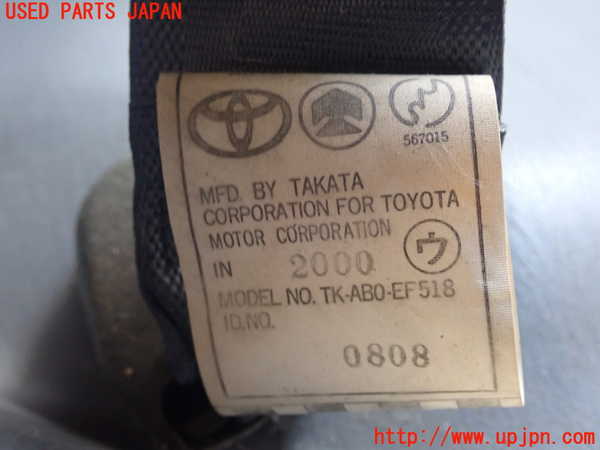 USED PARTS JAPAN
567015
MFD. BY TAKATA
CORPORATION FOR TOYOTA
MOTOR CORPORATION
IN 2000 ウ
MODEL NO. TK-AB0-EF518
ID.NO.
0808
http://www.upjpn.com/